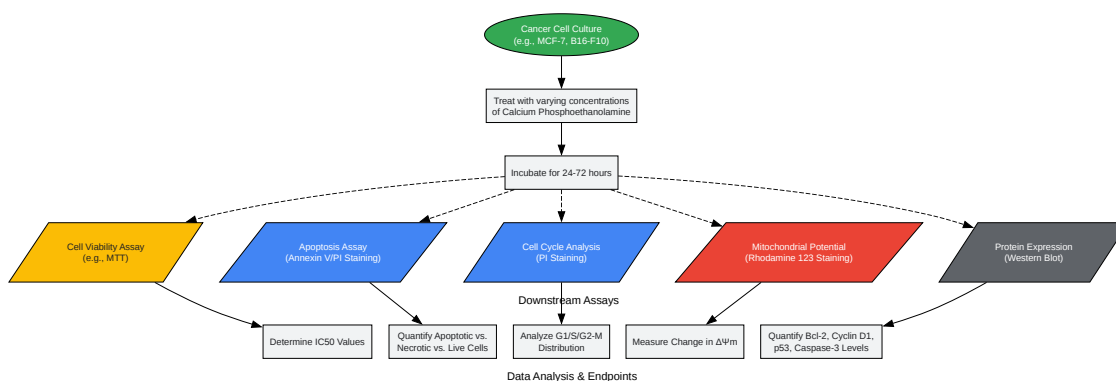 Cancer Cell Culture
(e.g., MCF-7, B16-F10)
Treat with varying concentrations
of Calcium Phosphoethanolamine
Incubate for 24-72 hours
Cell Viability Assay
(e.g., MTT)
Apoptosis Assay
(Annexin V/PI Staining)
Cell Cycle Analysis
(PI Staining)
Mitochondrial Potential
(Rhodamine 123 Staining)
Protein Expression
(Western Blot)
Downstream Assays
Determine IC50 Values
Quantify Apoptotic vs.
Necrotic vs. Live Cells
Analyze G1/S/G2-M
Distribution
Measure Change in ΔΨm
Quantify Bcl-2, Cyclin D1,
p53, Caspase-3 Levels
Data Analysis & Endpoints